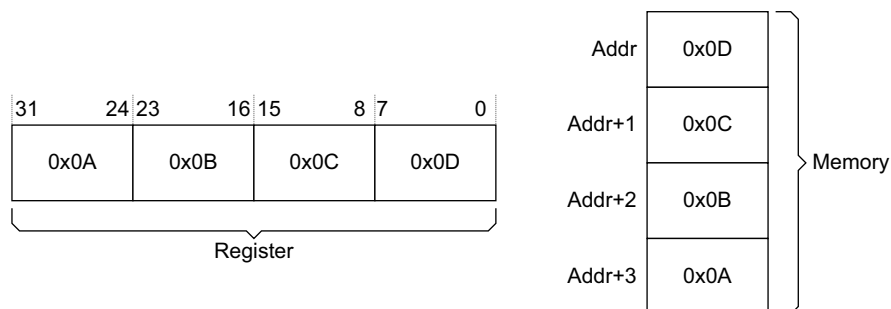 Addr 0x0D
31 24 23 16 15 8 7 0
Addr+1 0x0C
0x0A 0x0B 0x0C 0x0D
Memory
Addr+2 0x0B
Register
Addr+3 0x0A